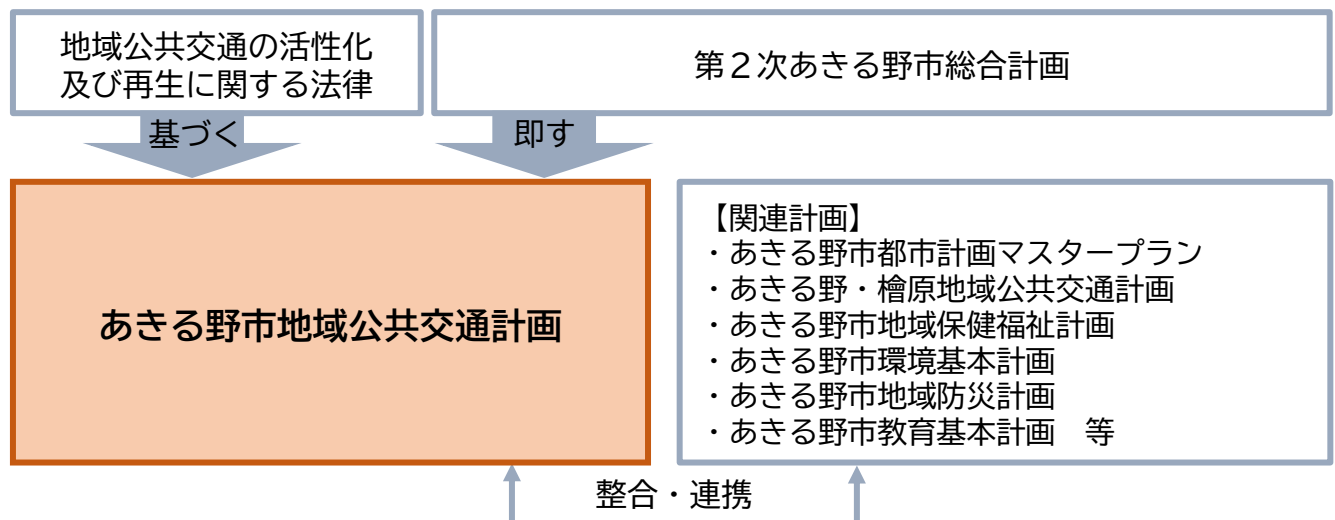 地域公共交通の活性化
及び再生に関する法律
第２次あきる野市総合計画
基づく
即す
あきる野市地域公共交通計画
【関連計画】
・あきる野市都市計画マスタープラン
・あきる野・檜原地域公共交通計画
・あきる野市地域保健福祉計画
・あきる野市環境基本計画
・あきる野市地域防災計画
・あきる野市教育基本計画　等
整合・連携